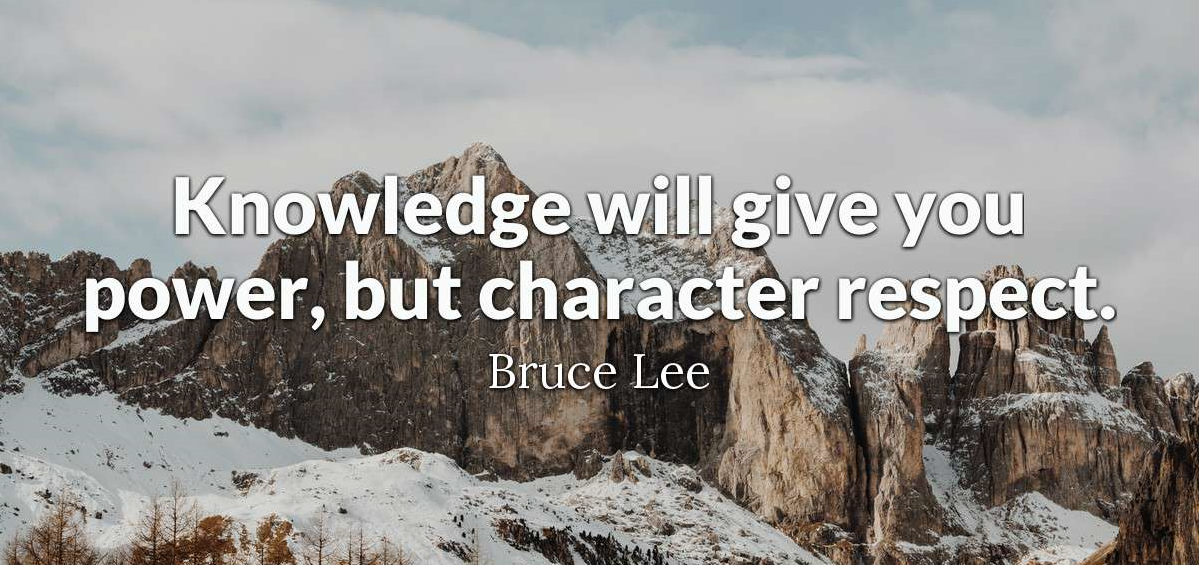 Knowledge will give you
power, but character respect.
Bruce Lee